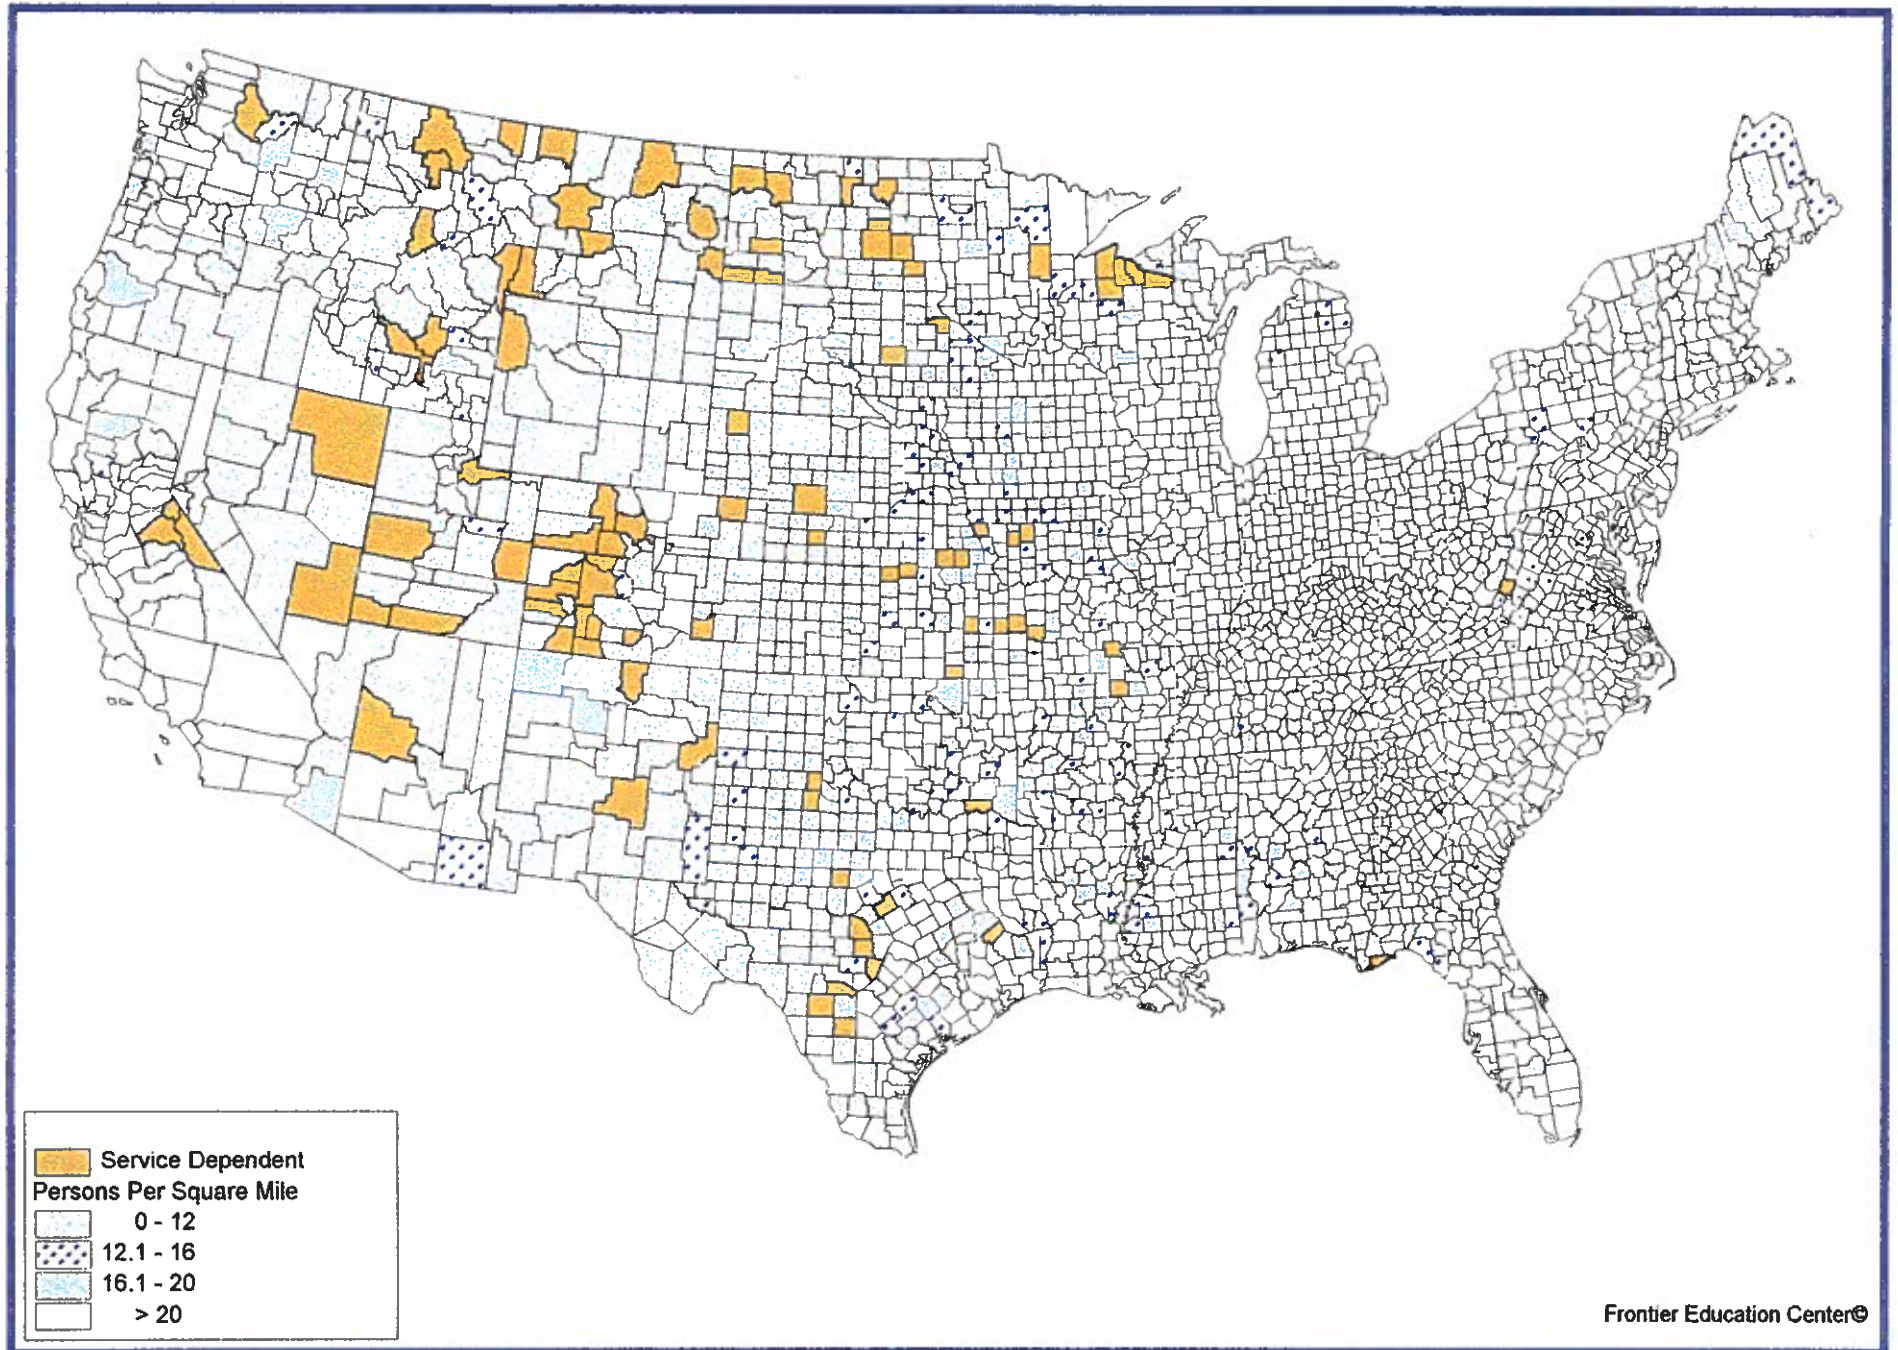 Service Dependent
Persons Per Square Mile
0 - 12
12.1 - 16
16.1 - 20
> 20
Frontier Education Center©